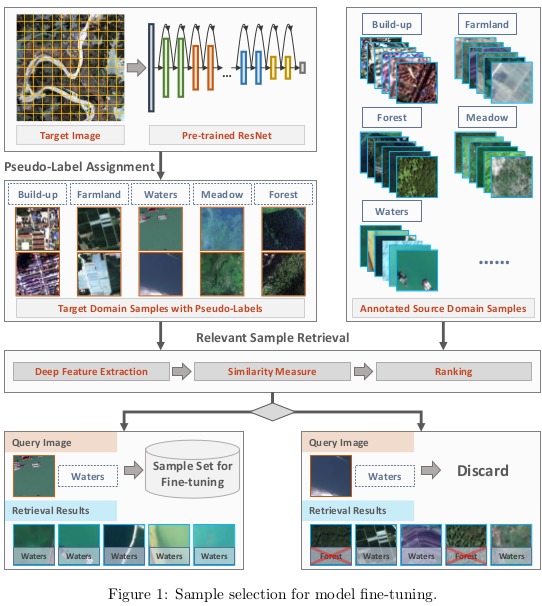 Target Image
Pre-trained ResNet
...
Pseudo-Label Assignment
Build-up
Farmland
Waters
Meadow
Forest
Target Domain Samples with Pseudo-Labels
Build-up
Farmland
Forest
Meadow
Waters
......
Annotated Source Domain Samples
Relevant Sample Retrieval
Deep Feature Extraction
Similarity Measure
Ranking
Query Image
Waters
Sample Set for
Fine-tuning
Retrieval Results
Waters
Waters
Waters
Waters
Waters
Query Image
Waters
Discard
Retrieval Results
Forest
Waters
Waters
Forest
Waters
Figure 1: Sample selection for model fine-tuning.